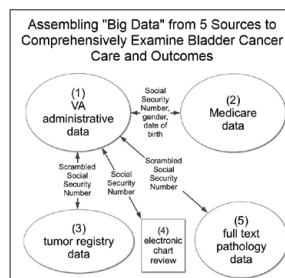 Assembling "Big Data" from 5 Sources to
Comprehensively Examine Bladder Cancer
Care and Outcomes
(1)
VA
administrative
data
Social
Security
Number,
gender,
date of
birth
(2)
Medicare
data
Scrambled
Social
Security
Number
Social
Security
Number
Scrambled
Social
Security
Number
(3)
tumor registry
data
(4)
electronic
chart
review
(5)
full text
pathology
data